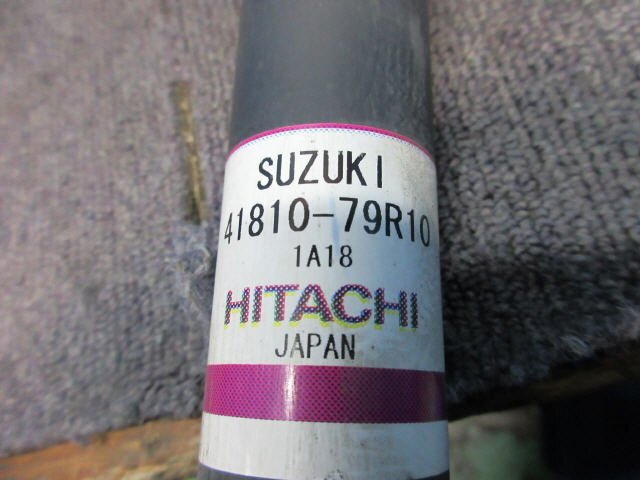 SUZUKI
41810-79R10
1A18
HITACHI
JAPAN